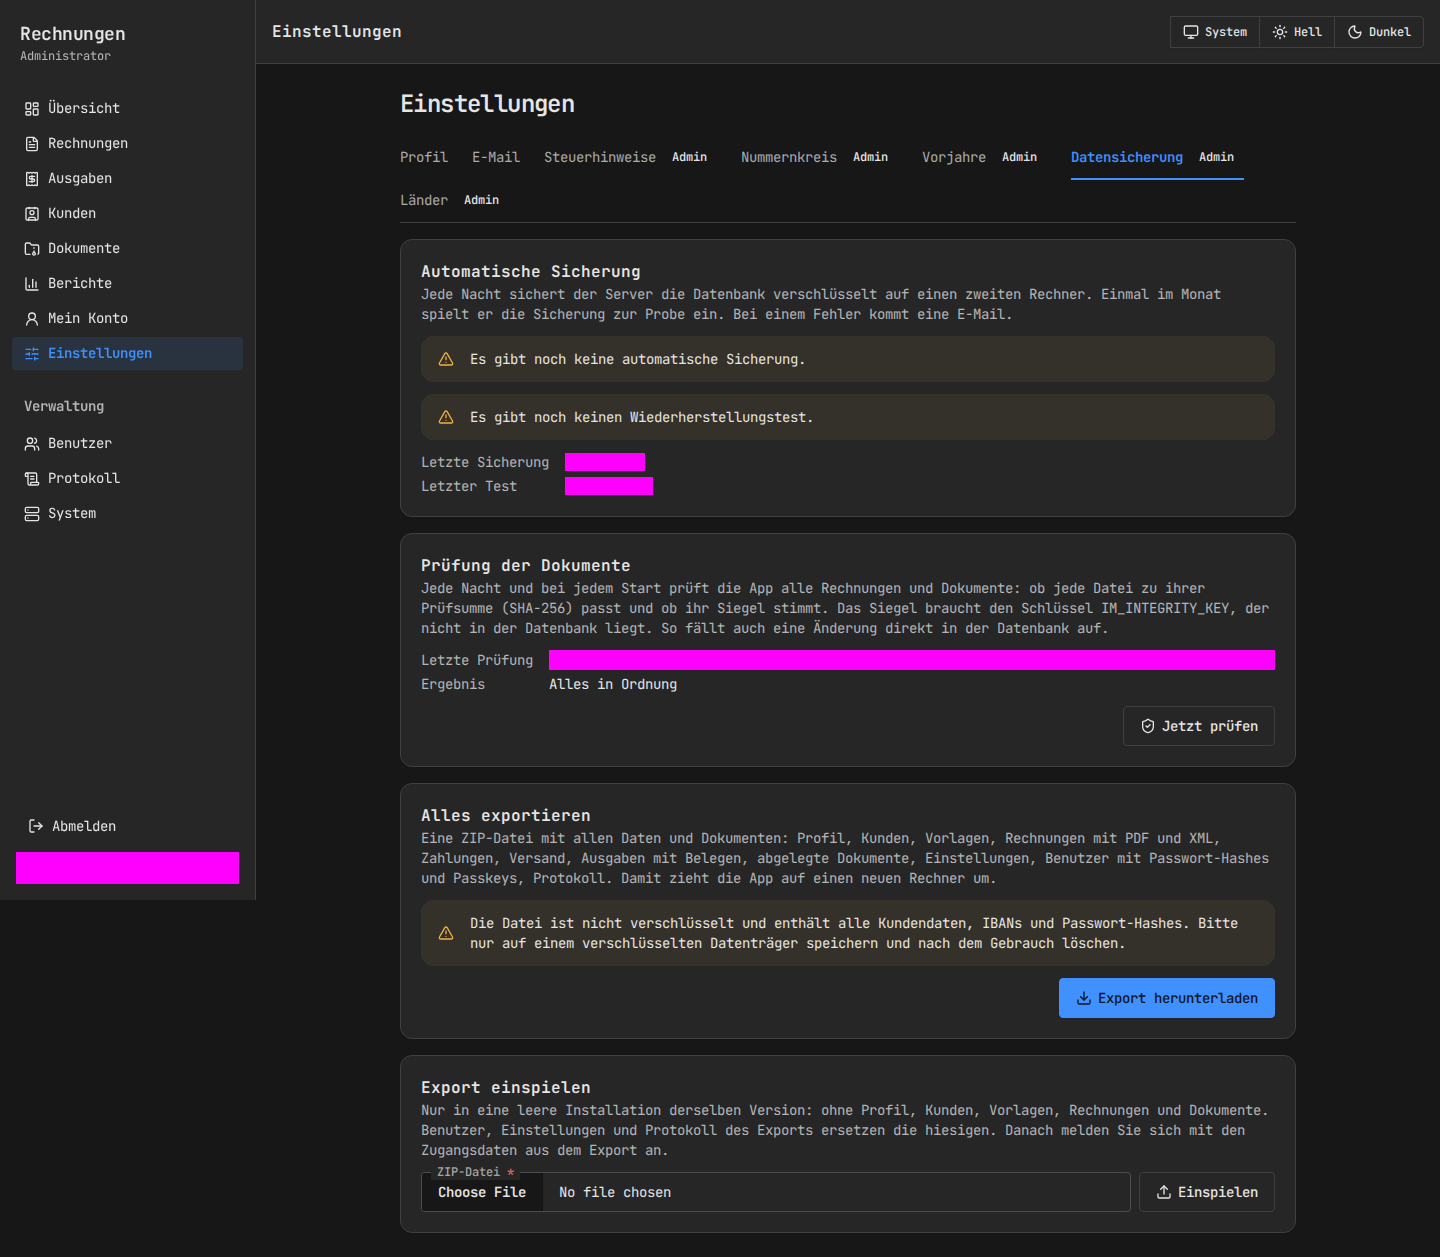 Rechnungen
Administrator
Übersicht
Rechnungen
Ausgaben
Kunden
Dokumente
Berichte
Mein Konto
Einstellungen
Verwaltung
Benutzer
Protokoll
System
Abmelden
Einstellungen
System
Hell
Dunkel
Einstellungen
Profil
E-Mail
Steuerhinweise Admin
Nummernkreis Admin
Vorjahre Admin
Datensicherung Admin
Länder Admin
Automatische Sicherung
Jede Nacht sichert der Server die Datenbank verschlüsselt auf einen zweiten Rechner. Einmal im Monat
spielt er die Sicherung zur Probe ein. Bei einem Fehler kommt eine E-Mail.
Es gibt noch keine automatische Sicherung.
Es gibt noch keinen Wiederherstellungstest.
Letzte Sicherung
Letzter Test
Prüfung der Dokumente
Jede Nacht und bei jedem Start prüft die App alle Rechnungen und Dokumente: ob jede Datei zu ihrer
Prüfsumme (SHA-256) passt und ob ihr Siegel stimmt. Das Siegel braucht den Schlüssel IM_INTEGRITY_KEY, der
nicht in der Datenbank liegt. So fällt auch eine Änderung direkt in der Datenbank auf.
Letzte Prüfung
Ergebnis Alles in Ordnung
Jetzt prüfen
Alles exportieren
Eine ZIP-Datei mit allen Daten und Dokumenten: Profil, Kunden, Vorlagen, Rechnungen mit PDF und XML,
Zahlungen, Versand, Ausgaben mit Belegen, abgelegte Dokumente, Einstellungen, Benutzer mit Passwort-Hashes
und Passkeys, Protokoll. Damit zieht die App auf einen neuen Rechner um.
Die Datei ist nicht verschlüsselt und enthält alle Kundendaten, IBANs und Passwort-Hashes. Bitte
nur auf einem verschlüsselten Datenträger speichern und nach dem Gebrauch löschen.
Export herunterladen
Export einspielen
Nur in eine leere Installation derselben Version: ohne Profil, Kunden, Vorlagen, Rechnungen und Dokumente.
Benutzer, Einstellungen und Protokoll des Exports ersetzen die hiesigen. Danach melden Sie sich mit den
Zugangsdaten aus dem Export an.
ZIP-Datei *
Choose File No file chosen
Einspielen